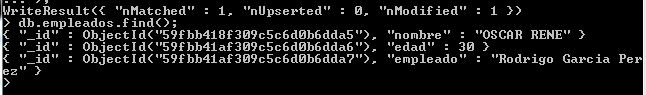 WriteResult({ "nMatched" : 1, "nUpserted" : 0, "nModified" : 1 })
> db.empleados.find();
{ "_id" : ObjectId("59fbb418f309c5c6d0b6dda5"), "nombre" : "OSCAR RENE" }
{ "_id" : ObjectId("59fbb41af309c5c6d0b6dda6"), "edad" : 30 }
{ "_id" : ObjectId("59fbb41af309c5c6d0b6dda7"), "empleado" : "Rodrigo Garcia Per
ez" }
>